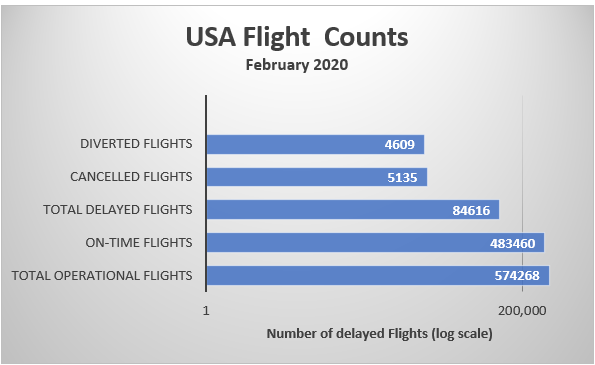 USA Flight  Counts
February 2020
DIVERTED FLIGHTS 4609
CANCELLED FLIGHTS 5135
TOTAL DELAYED FLIGHTS 84616
ON-TIME FLIGHTS 483460
TOTAL OPERATIONAL FLIGHTS 574268
1 200,000
Number of delayed Flights (log scale)